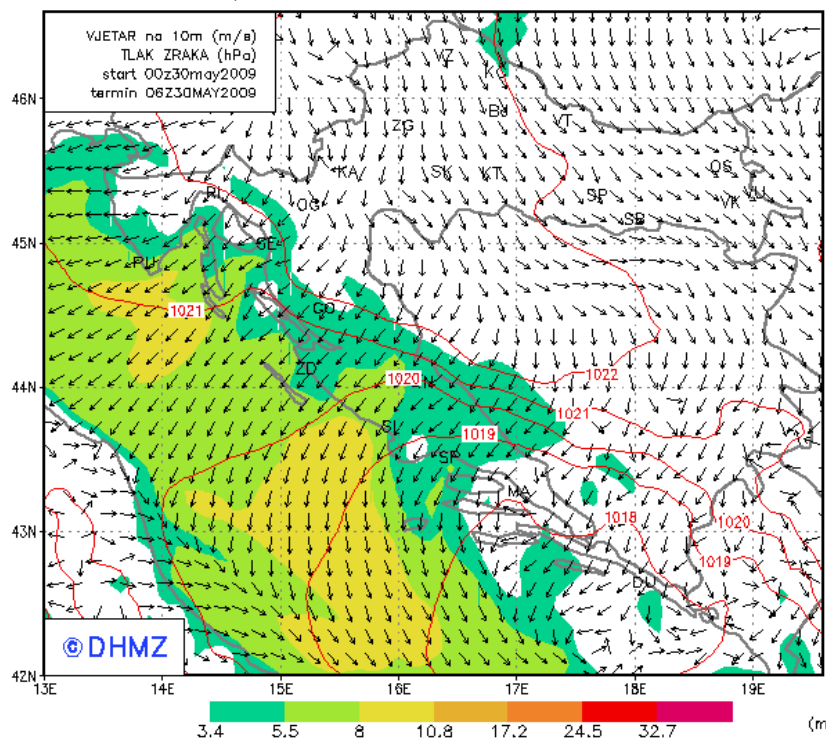 VJETAR na 10m (m/s)
TLAK ZRAKA (hPa)
start 00z30may2009
termin 06Z30MAY2009
VZ
KC
46N
ZG
BJ
VT
KA
SK
KT
OS
RI
OG
SP
VK
VU
SB
45N
PU
SE
1021
GO
44N
ZD
1020
KN
1022
1021
SI
1019
SP
MA
43N
1018
1020
1019
DU
©DHMZ
42N
13E
14E
15E
16E
17E
18E
19E
3.4
5.5
8
10.8
17.2
24.5
32.7
(m